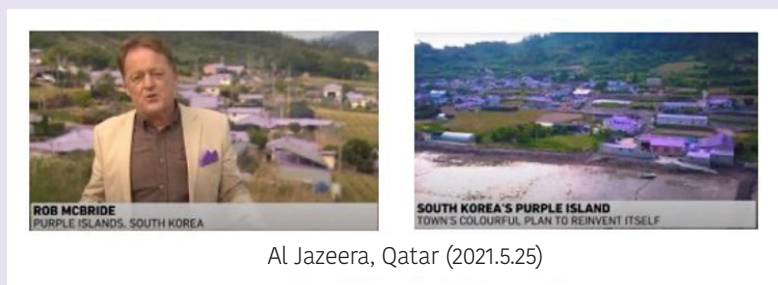 ROB MCBRIDE
PURPLE ISLANDS, SOUTH KOREA
SOUTH KOREA'S PURPLE ISLAND
TOWN'S COLOURFUL PLAN TO REINVENT ITSELF
Al Jazeera, Qatar (2021.5.25)